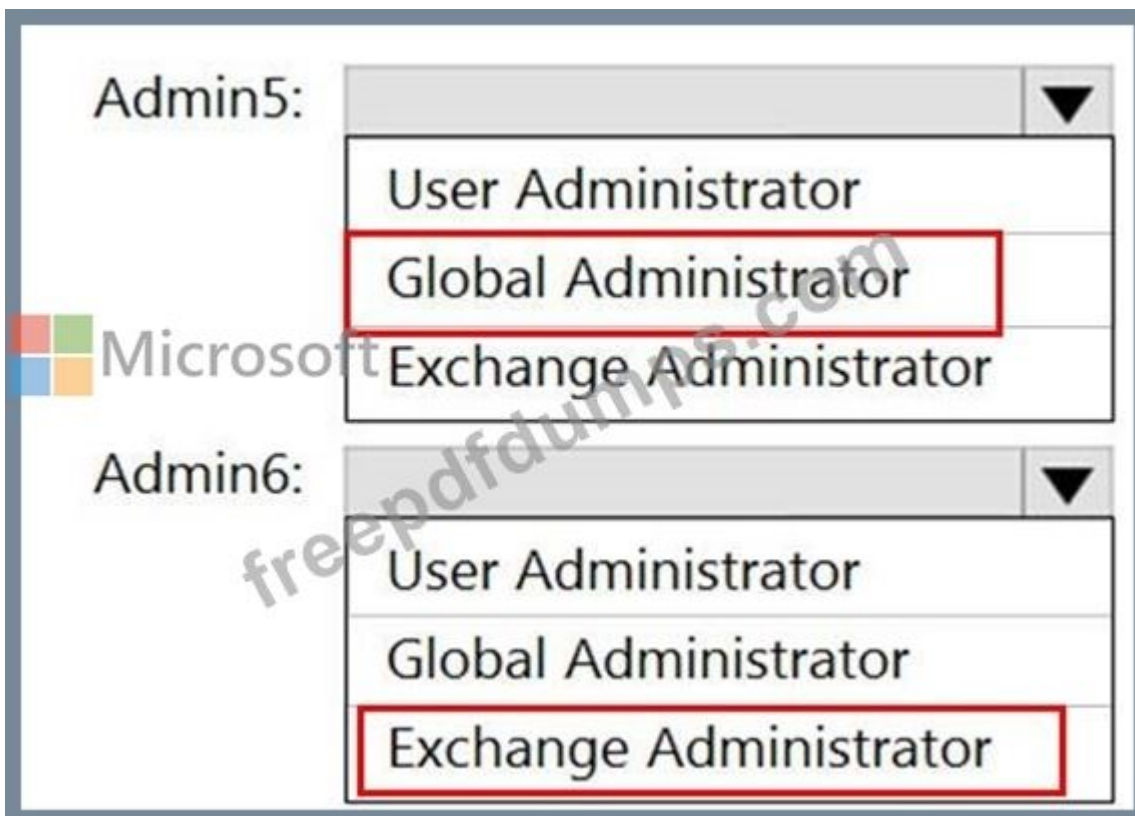 Admin5:
User Administrator
Global Administrator
Microsoft
Exchange Administrator
freepdfdumps.com
Admin6:
User Administrator
Global Administrator
Exchange Administrator